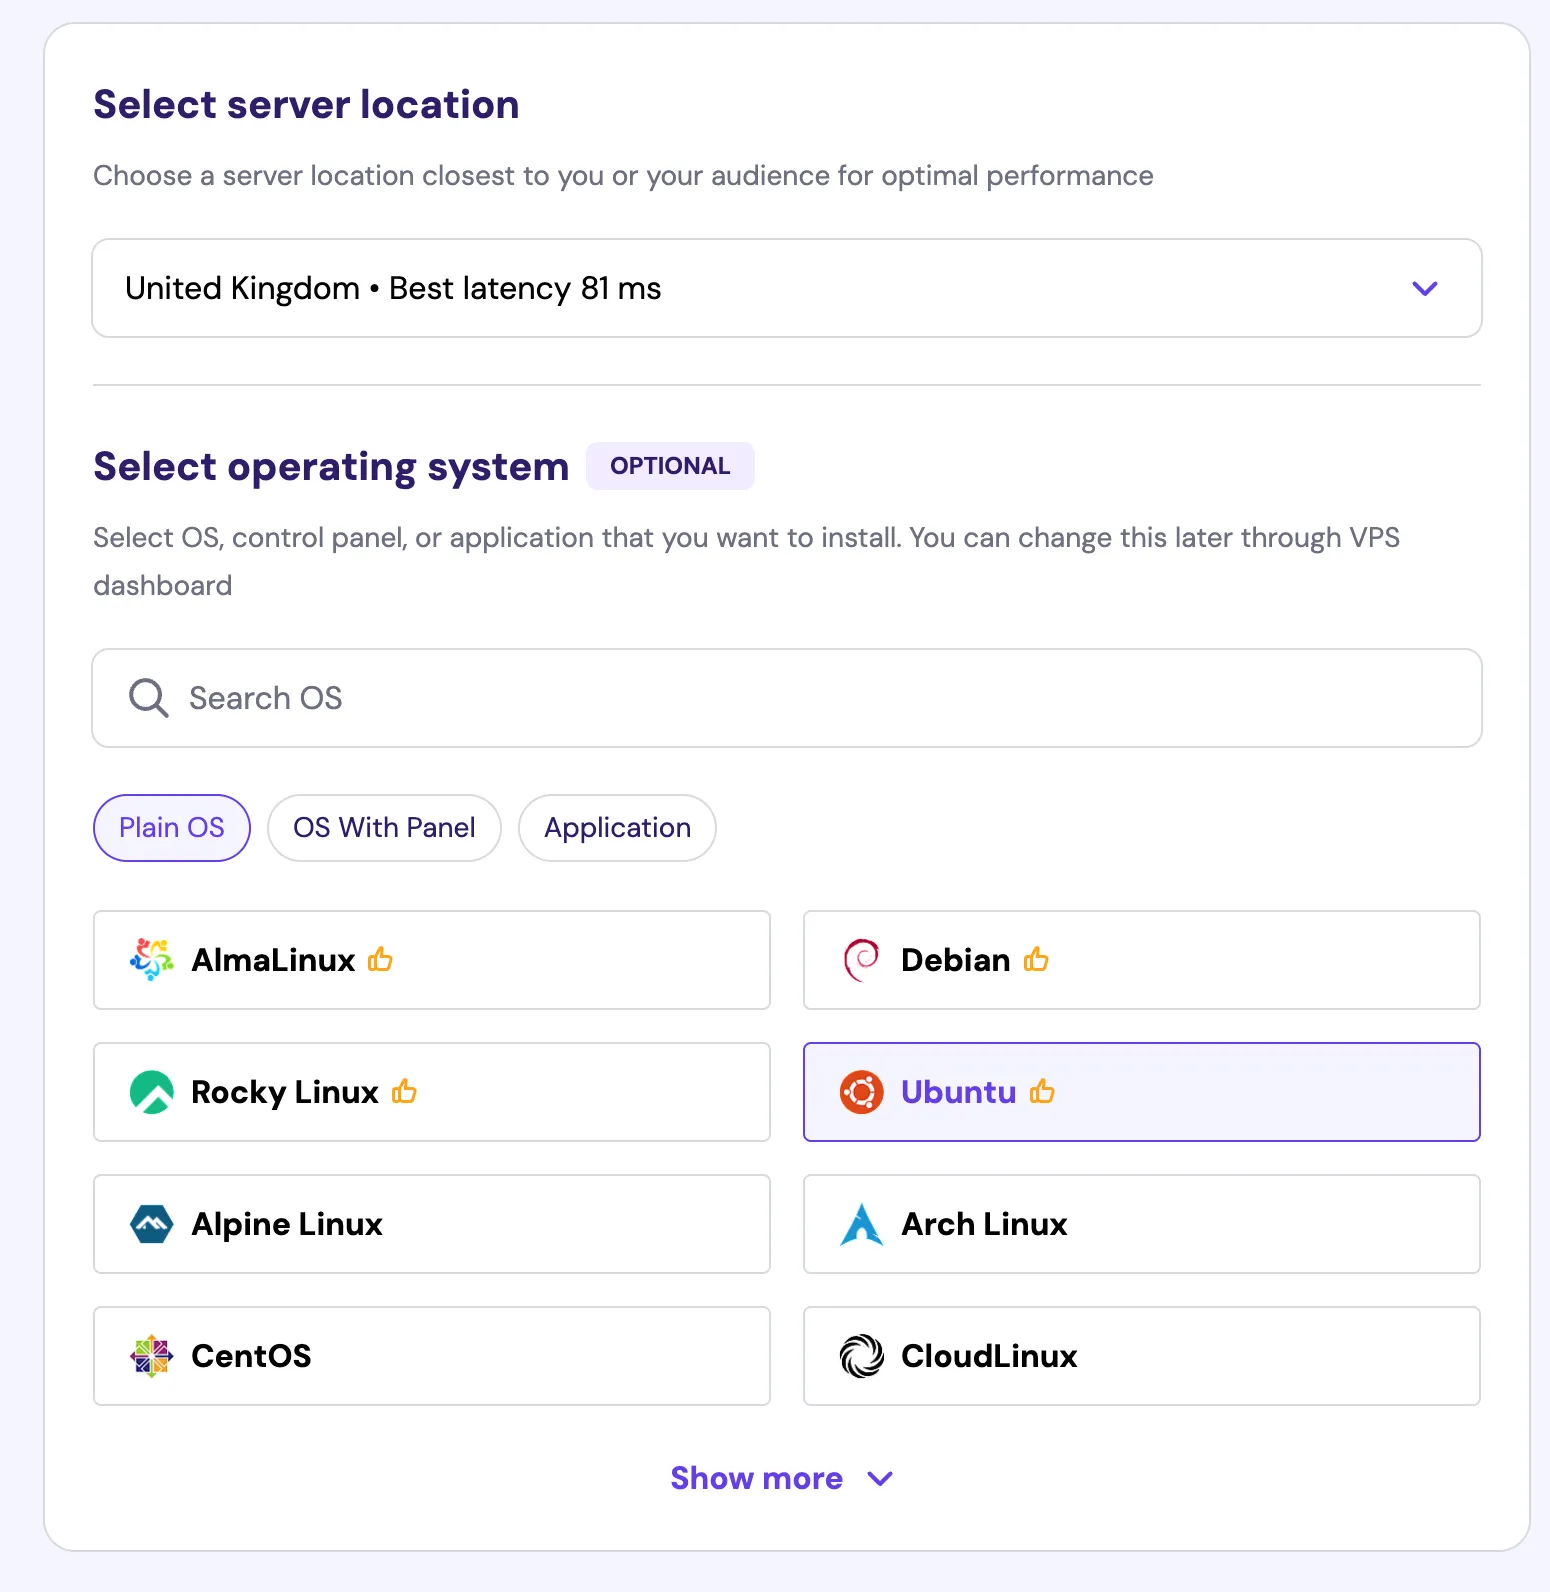 Select server location
Choose a server location closest to you or your audience for optimal performance
United Kingdom • Best latency 81 ms
Select operating system OPTIONAL
Select OS, control panel, or application that you want to install. You can change this later through VPS
dashboard
Search OS
Plain OS OS With Panel Application
AlmaLinux Debian
Rocky Linux Ubuntu
Alpine Linux Arch Linux
CentOS CloudLinux
Show more